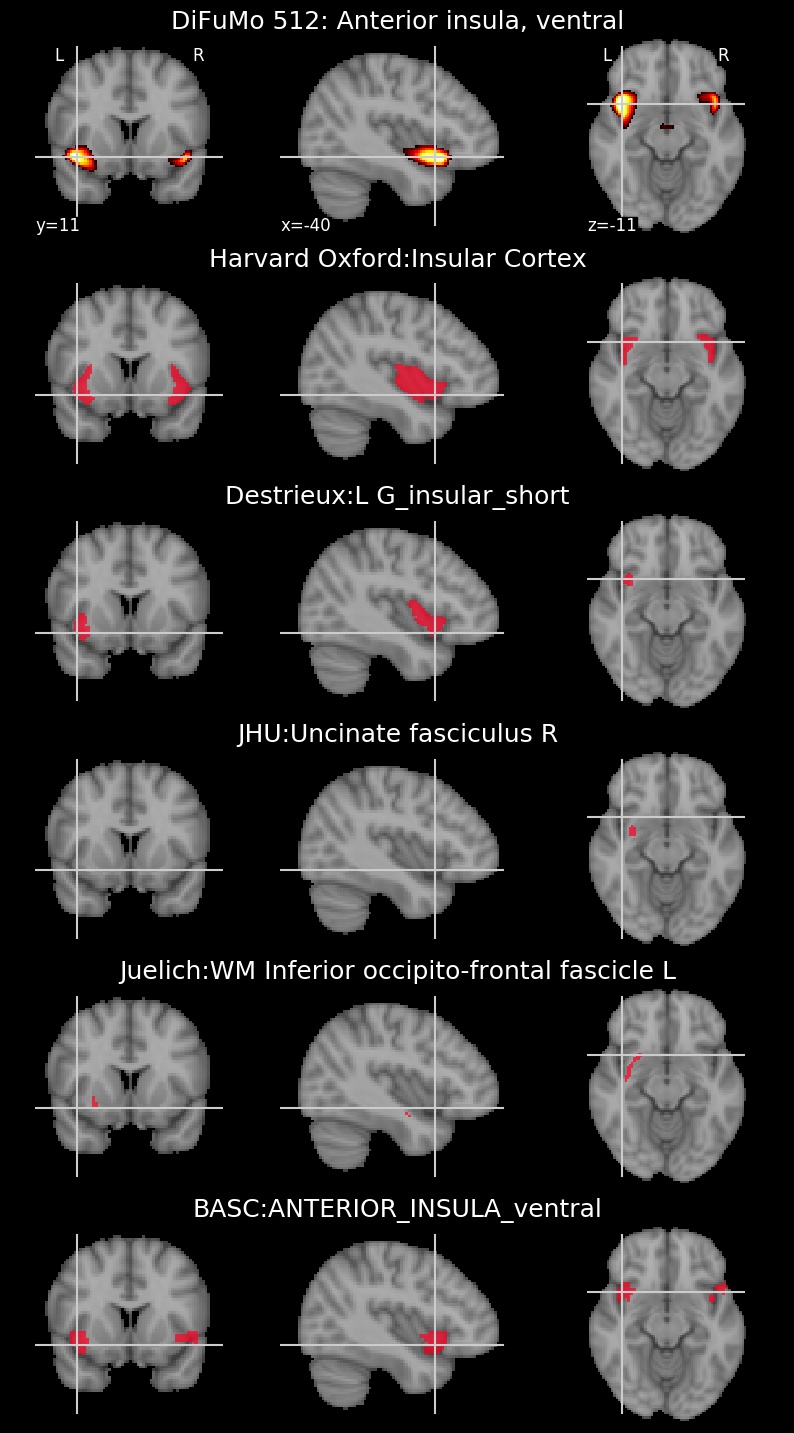 DiFuMo 512: Anterior insula, ventral
L R L R
y=11 x=-40 z=-11
Harvard Oxford:Insular Cortex
Destrieux:L G_insular_short
JHU:Uncinate fasciculus R
Juelich:WM Inferior occipito-frontal fascicle L
BASC:ANTERIOR_INSULA_ventral